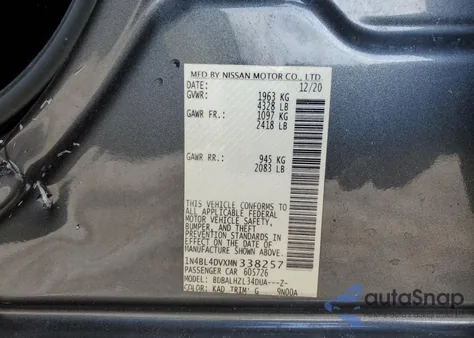 MFD BY NISSAN MOTOR CO., LTD.
DATE: 12/20
GVWR: 1963 KG
4328 LB
GAWR FR.: 1097 KG
2418 LB
GAWR RR.: 945 KG
2083 LB
THIS VEHICLE CONFORMS TO
ALL APPLICABLE FEDERAL
MOTOR VEHICLE SAFETY,
BUMPER, AND THEFT
PREVENTION STANDARDS
IN EFFECT ON THE DATE OF
MANUFACTURE SHOWN ABOVE.
1N4BL4DVXMN338257
PASSENGER CAR 605726
MODEL: BDBALHZL34DUA---Z-
COLOR: KAD TRIM: G 9N00A
autoSnap